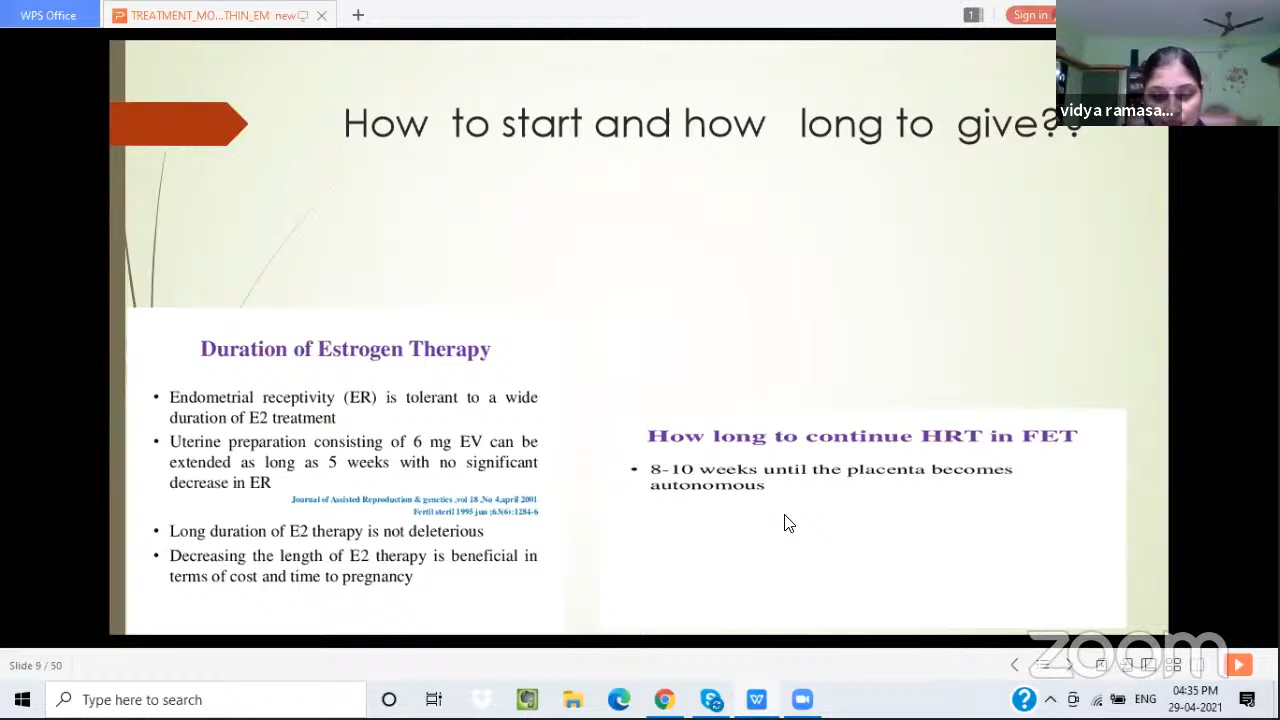 WPS Office
TREATMENT_MO...THIN_EM new
1
Sign in
vidya ramasa...
How to start and how long to give??
Duration of Estrogen Therapy
• Endometrial receptivity (ER) is tolerant to a wide
duration of E2 treatment
• Uterine preparation consisting of 6 mg EV can be
extended as long as 5 weeks with no significant
decrease in ER
Journal of Assisted Reproduction & genetics ,vol 18 ,No 4,april 2001
Fertil steril 1995 jun ;63(6):1284-6
• Long duration of E2 therapy is not deleterious
• Decreasing the length of E2 therapy is beneficial in
terms of cost and time to pregnancy
How long to continue HRT in FET
• 8-10 weeks until the placenta becomes
autonomous
zoom
Slide 9 / 50
Type here to search
ENG
04:35 PM
29-04-2021